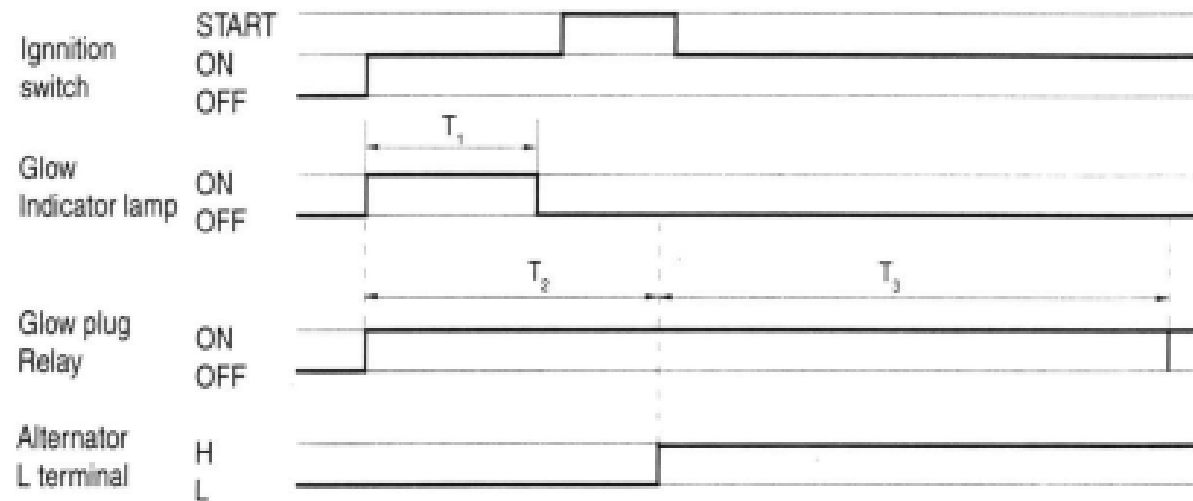 START
Ignnition
switch
ON
OFF
T1
Glow
Indicator lamp
ON
OFF
T2
T3
Glow plug
Relay
ON
OFF
Alternator
L terminal
H
L